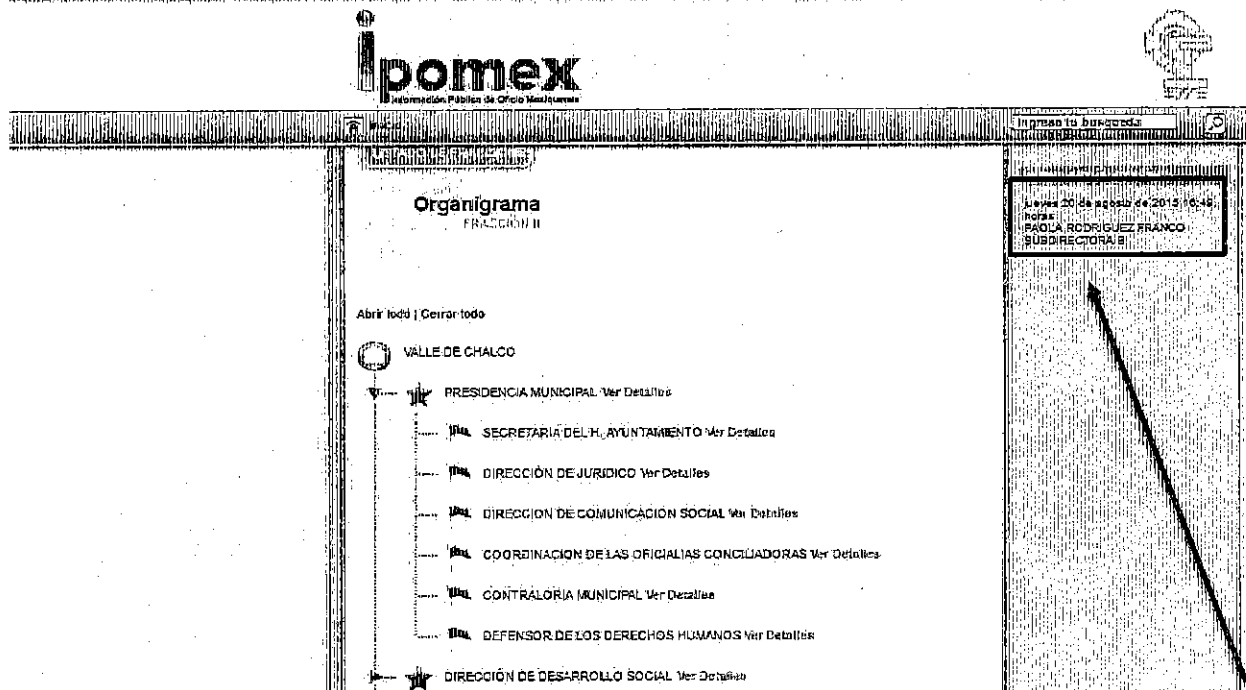 ipomex
Información Pública de Oficio Mexiquense
Inicio
Ingresa tu busqueda
Organigrama
FRACCIÓN II
jueves 20 de agosto de 2015 16:49
horas
PAOLA RODRIGUEZ FRANCO
SUBDIRECTORA B
Abrir todo | Cerrar todo
VALLE DE CHALCO
PRESIDENCIA MUNICIPAL Ver Detalles
SECRETARIA DEL H. AYUNTAMIENTO Ver Detalles
DIRECCIÓN DE JURIDICO Ver Detalles
DIRECCION DE COMUNICACIÓN SOCIAL Ver Detalles
COORDINACION DE LAS OFICIALIAS CONCILIADORAS Ver Detalles
CONTRALORIA MUNICIPAL Ver Detalles
DEFENSOR DE LOS DERECHOS HUMANOS Ver Detalles
DIRECCIÓN DE DESARROLLO SOCIAL Ver Detalles